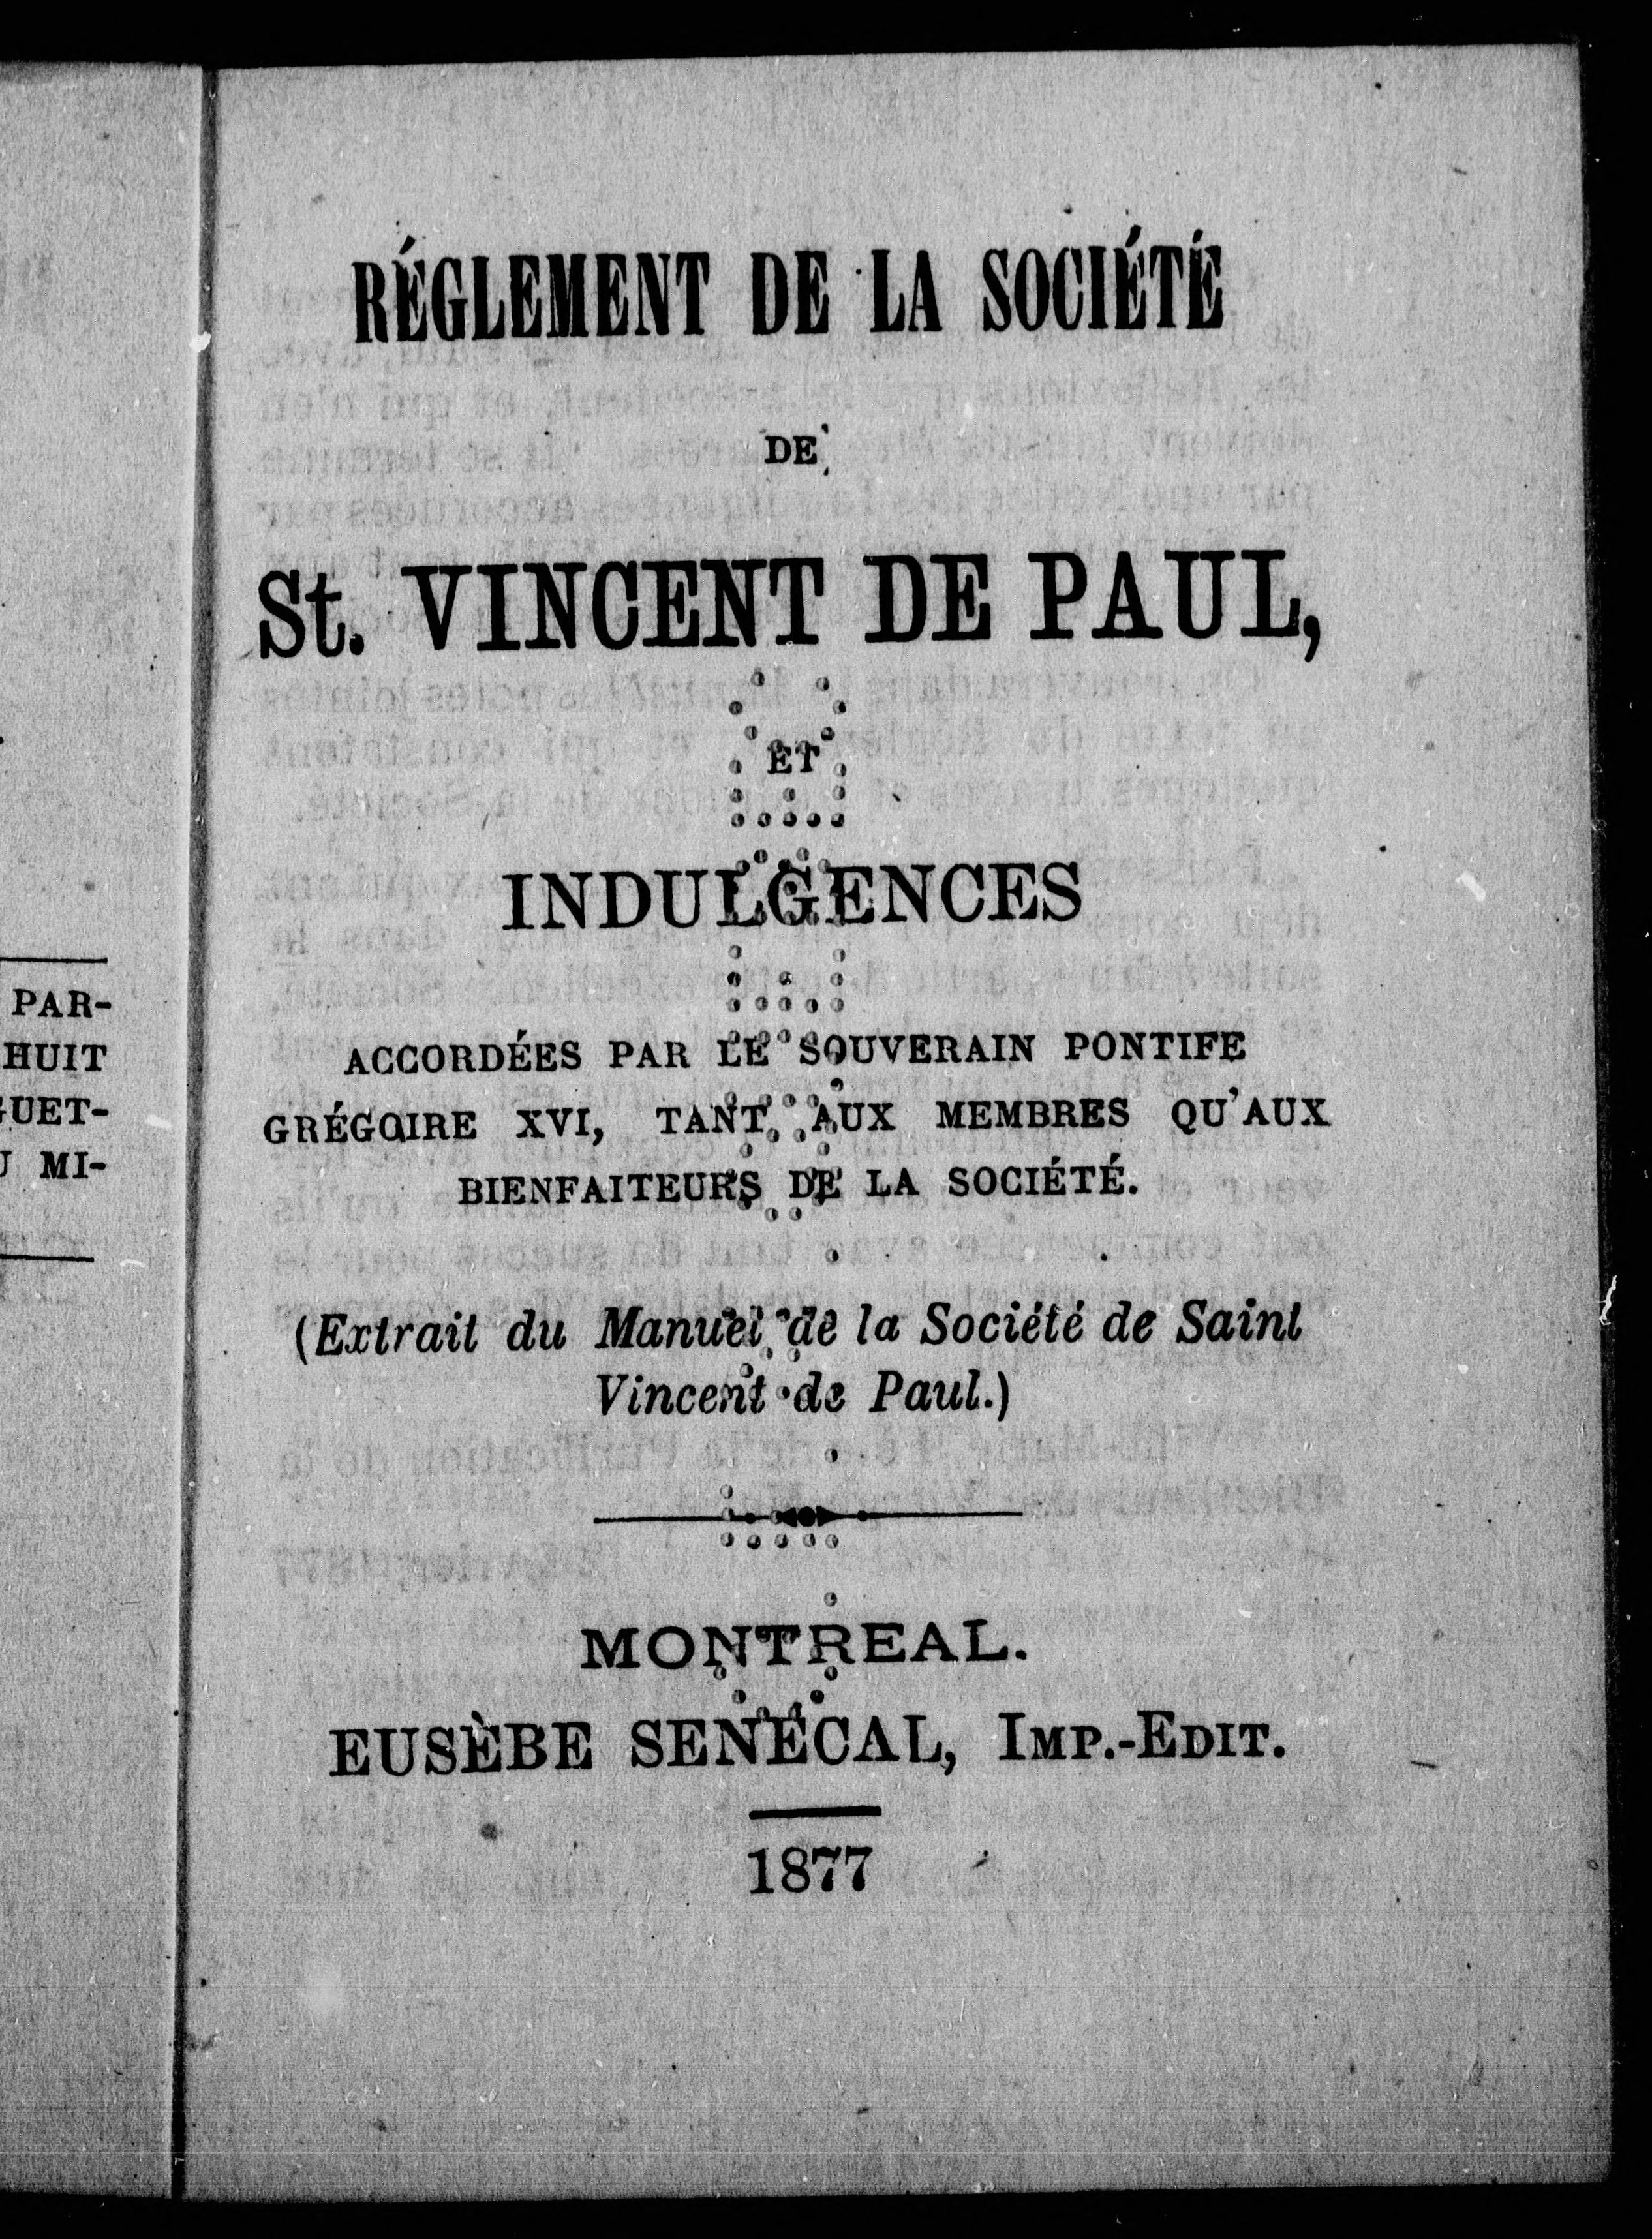 PAR-
HUIT
MI-
RÉGLEMENT DE LA SOCIÉTÉ
DE
St. VINCENT DE PAUL,
ET
INDULGENCES
ACCORDÉES PAR LE SOUVERAIN PONTIFE
GRÉGOIRE XVI, TANT AUX MEMBRES QU'AUX
BIENFAITEURS DE LA SOCIÉTÉ.
(Extrait du Manuel de la Société de Saint
Vincent de Paul.)
MONTREAL.
EUSÈBE SENÉCAL, IMP.-EDIT.
1877